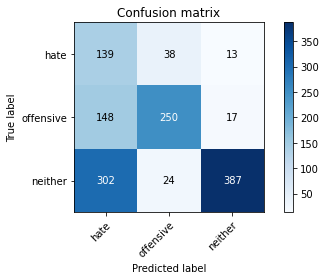 Confusion matrix
hate 139 38 13
offensive 148 250 17
neither 302 24 387
hate offensive neither
True label
Predicted label
350
300
250
200
150
100
50